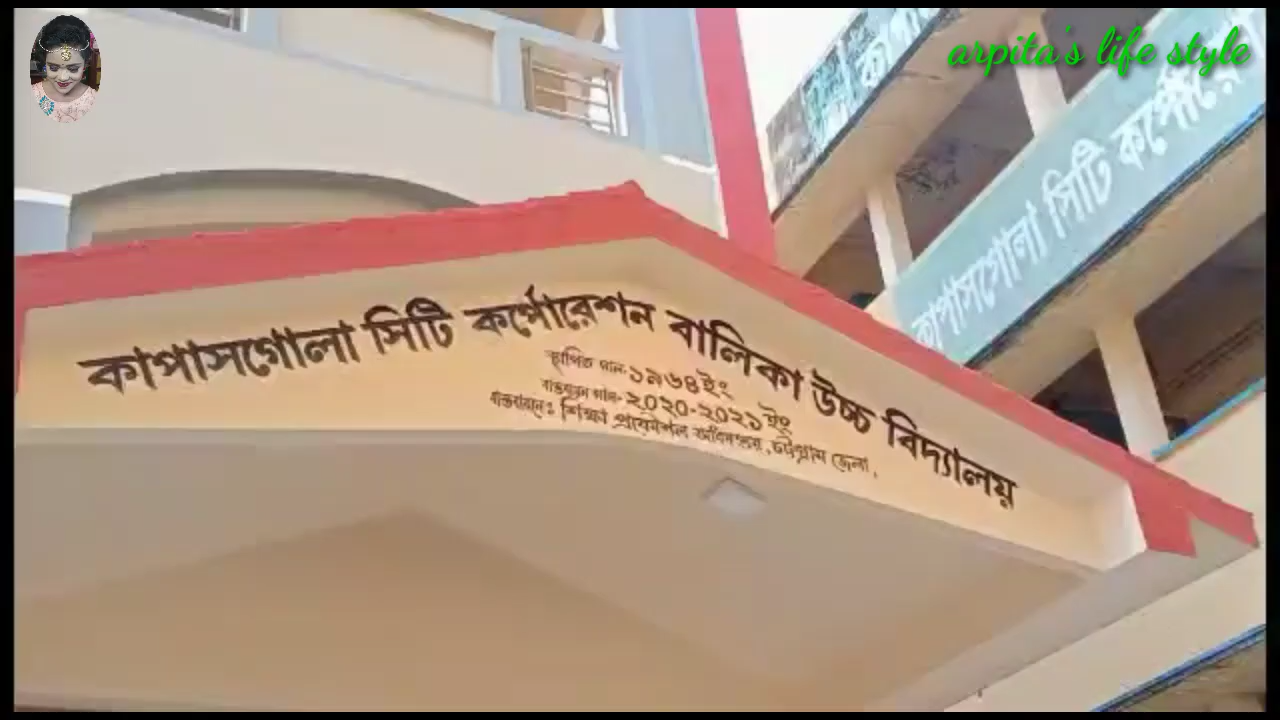 arpita's life style
কাপাসগোলা সিটি কর্পোরেশন বালিকা উচ্চ বিদ্যালয়
স্থাপিত সাল-১৯৬৪ইং
বাস্তবায়ন সাল-২০২০-২০২১ইং
বাস্তবায়নেঃ শিক্ষা প্রকৌশল অধিদপ্তর, চট্টগ্রাম জেলা.
কাপাসগোলা সিটি কর্পোরে